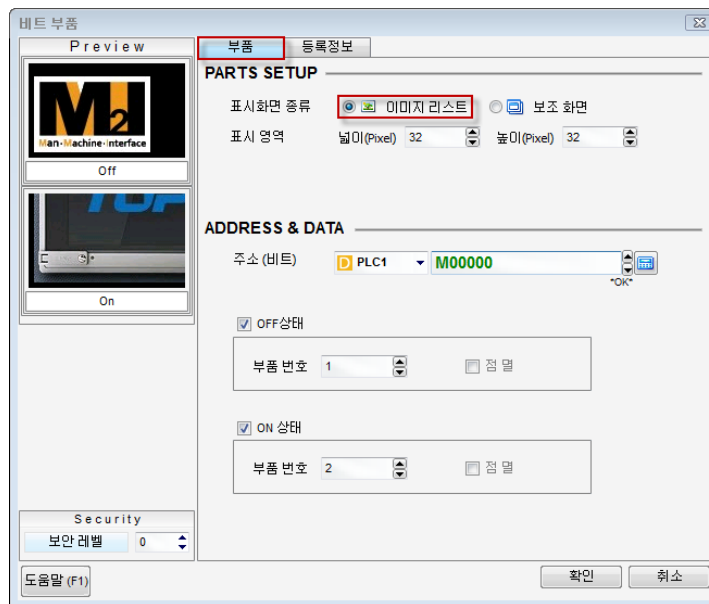 비트 부품
Preview
M2
Man·Machine·Interface
Off
TOP
On
Security
보안 레벨 0
부품 등록정보
PARTS SETUP
표시화면 종류 이미지 리스트 보조 화면
표시 영역 넓이(Pixel) 32 높이(Pixel) 32
ADDRESS & DATA
주소 (비트) D PLC1 M00000
*OK*
OFF상태
부품 번호 1 점 멸
ON 상태
부품 번호 2 점 멸
도움말 (F1) 확인 취소